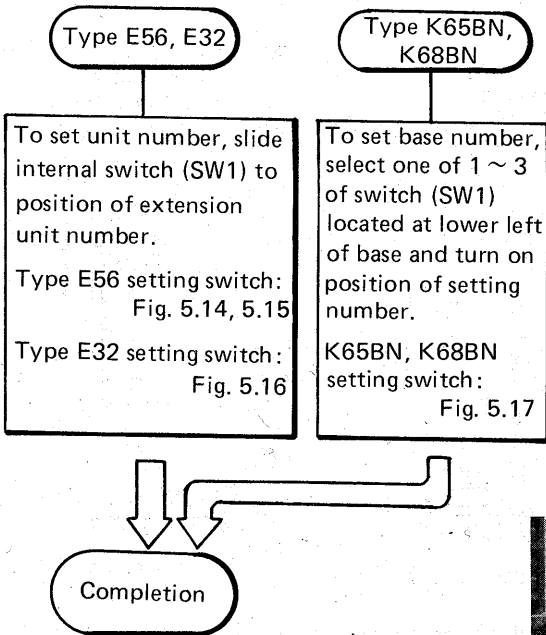 Type E56, E32
To set unit number, slide
internal switch (SW1) to
position of extension
unit number.
Type E56 setting switch:
Fig. 5.14, 5.15
Type E32 setting switch:
Fig. 5.16
Type K65BN,
K68BN
To set base number,
select one of 1 ~ 3
of switch (SW1)
located at lower left
of base and turn on
position of setting
number.
K65BN, K68BN
setting switch:
Fig. 5.17
Completion